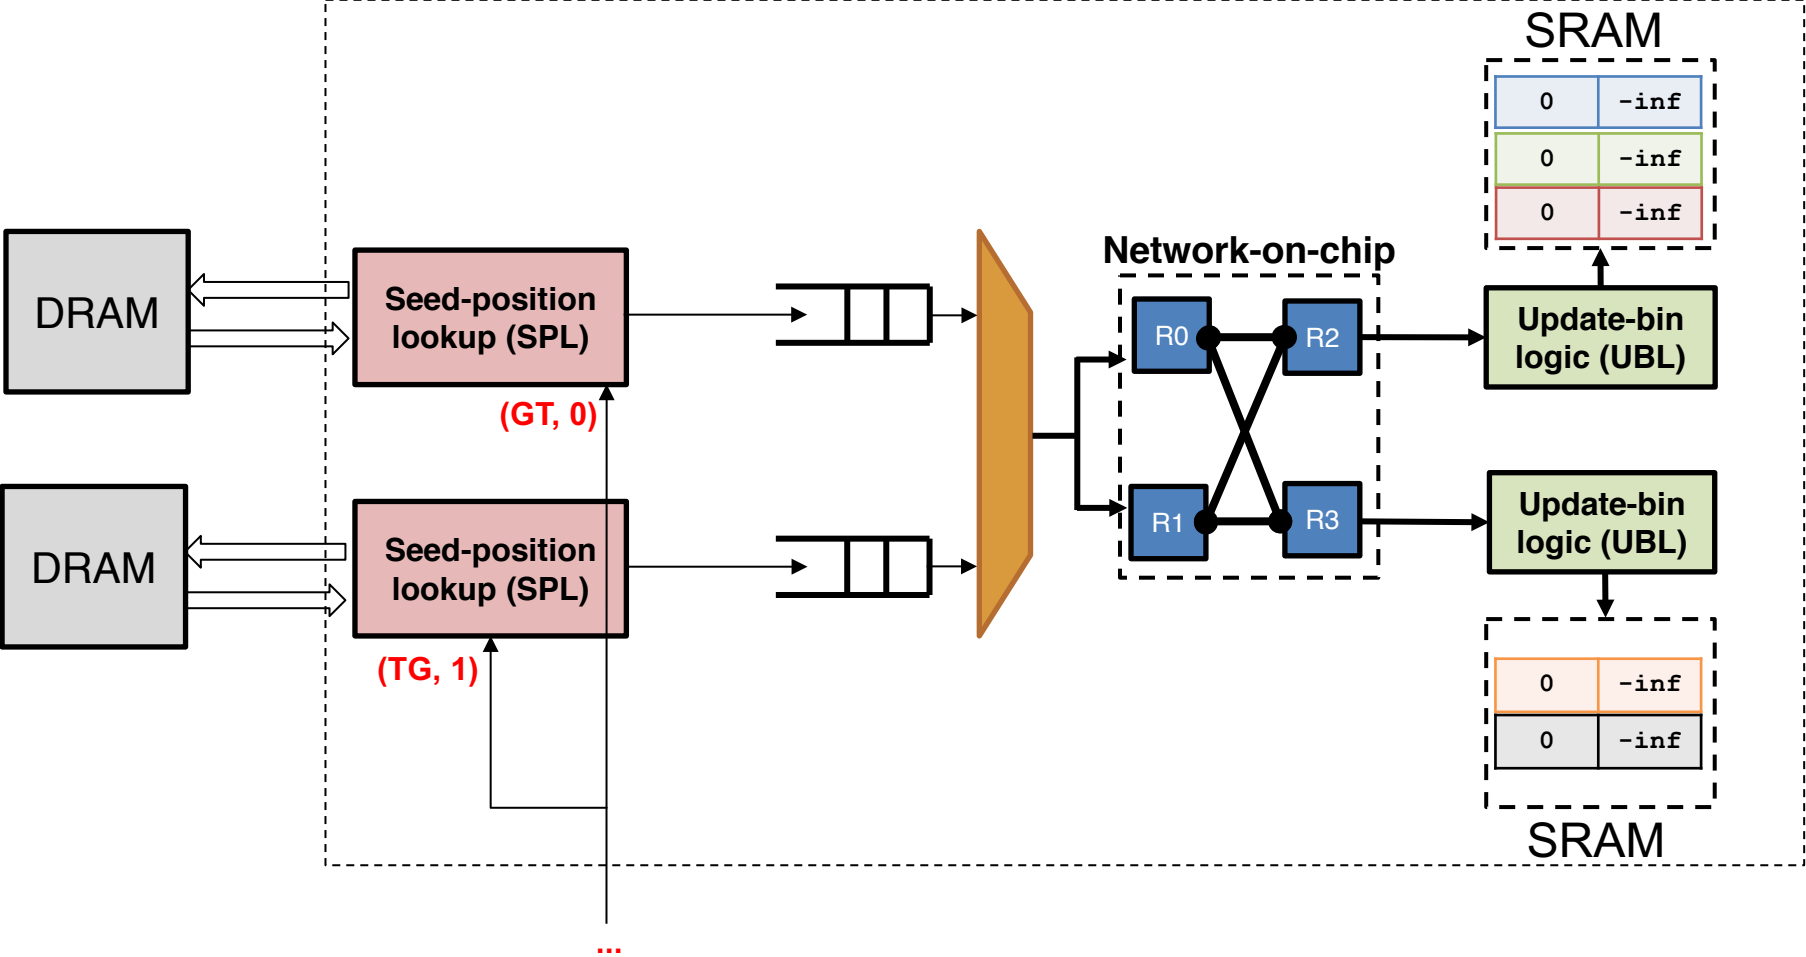 SRAM
0 -inf
0 -inf
0 -inf
DRAM
Seed-position
lookup (SPL)
(GT, 0)
Network-on-chip
R0
R2
Update-bin
logic (UBL)
DRAM
Seed-position
lookup (SPL)
(TG, 1)
R1
R3
Update-bin
logic (UBL)
0 -inf
0 -inf
SRAM
...